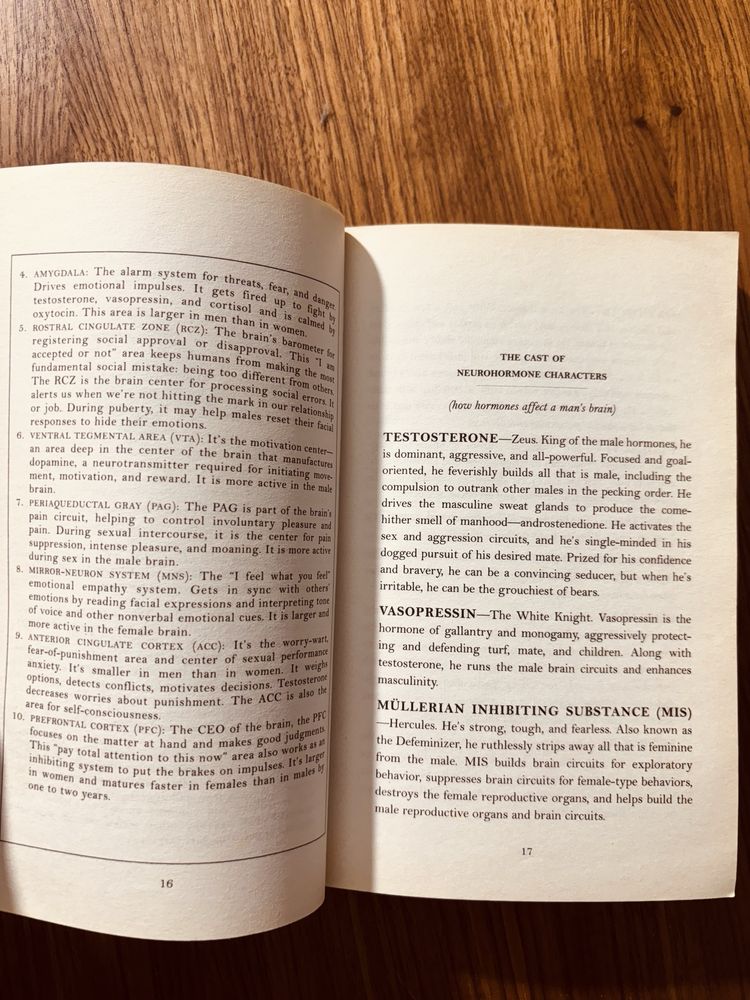 4. AMYGDALA: The alarm system for threats, fear, and danger.
Drives emotional impulses. It gets fired up to fight by
testosterone, vasopressin, and cortisol and is calmed by
oxytocin. This area is larger in men than in women.
5. ROSTRAL CINGULATE ZONE (RCZ): The brain's barometer for
registering social approval or disapproval. This "I am
accepted or not" area keeps humans from making the most
fundamental social mistake: being too different from others.
The RCZ is the brain center for processing social errors. It
alerts us when we're not hitting the mark in our relationship
or job. During puberty, it may help males reset their facial
responses to hide their emotions.
6. VENTRAL TEGMENTAL AREA (VTA): It's the motivation center—
an area deep in the center of the brain that manufactures
dopamine, a neurotransmitter required for initiating move-
ment, motivation, and reward. It is more active in the male
brain.
7. PERIAQUEDUCTAL GRAY (PAG): The PAG is part of the brain's
pain circuit, helping to control involuntary pleasure and
pain. During sexual intercourse, it is the center for pain
suppression, intense pleasure, and moaning. It is more active
during sex in the male brain.
8. MIRROR-NEURON SYSTEM (MNS): The "I feel what you feel"
emotional empathy system. Gets in sync with others'
emotions by reading facial expressions and interpreting tone
of voice and other nonverbal emotional cues. It is larger and
more active in the female brain.
9. ANTERIOR CINGULATE CORTEX (ACC): It's the worry-wart,
fear-of-punishment area and center of sexual performance
anxiety. It's smaller in men than in women. It weighs
options, detects conflicts, motivates decisions. Testosterone
decreases worries about punishment. The ACC is also the
area for self-consciousness.
10. PREFRONTAL CORTEX (PFC): The CEO of the brain, the PFC
focuses on the matter at hand and makes good judgments.
This "pay total attention to this now" area also works as an
inhibiting system to put the brakes on impulses. It's larger
in women and matures faster in females than in males by
one to two years.
16
THE CAST OF
NEUROHORMONE CHARACTERS
(how hormones affect a man's brain)
TESTOSTERONE—Zeus. King of the male hormones, he
is dominant, aggressive, and all-powerful. Focused and goal-
oriented, he feverishly builds all that is male, including the
compulsion to outrank other males in the pecking order. He
drives the masculine sweat glands to produce the come-
hither smell of manhood—androstenedione. He activates the
sex and aggression circuits, and he's single-minded in his
dogged pursuit of his desired mate. Prized for his confidence
and bravery, he can be a convincing seducer, but when he's
irritable, he can be the grouchiest of bears.
VASOPRESSIN—The White Knight. Vasopressin is the
hormone of gallantry and monogamy, aggressively protect-
ing and defending turf, mate, and children. Along with
testosterone, he runs the male brain circuits and enhances
masculinity.
MÜLLERIAN INHIBITING SUBSTANCE (MIS)
—Hercules. He's strong, tough, and fearless. Also known as
the Defeminizer, he ruthlessly strips away all that is feminine
from the male. MIS builds brain circuits for exploratory
behavior, suppresses brain circuits for female-type behaviors,
destroys the female reproductive organs, and helps build the
male reproductive organs and brain circuits.
17